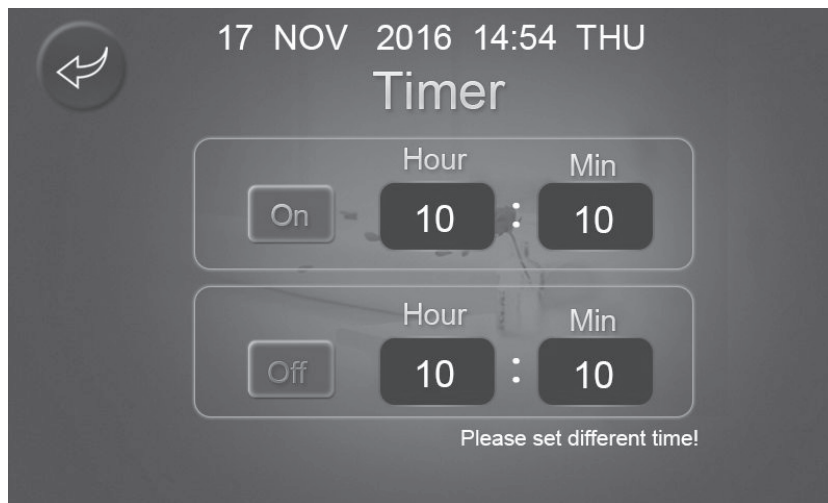 17 NOV 2016 14:54 THU
Timer
Hour Min
On 10 : 10
Hour Min
Off 10 : 10
Please set different time!